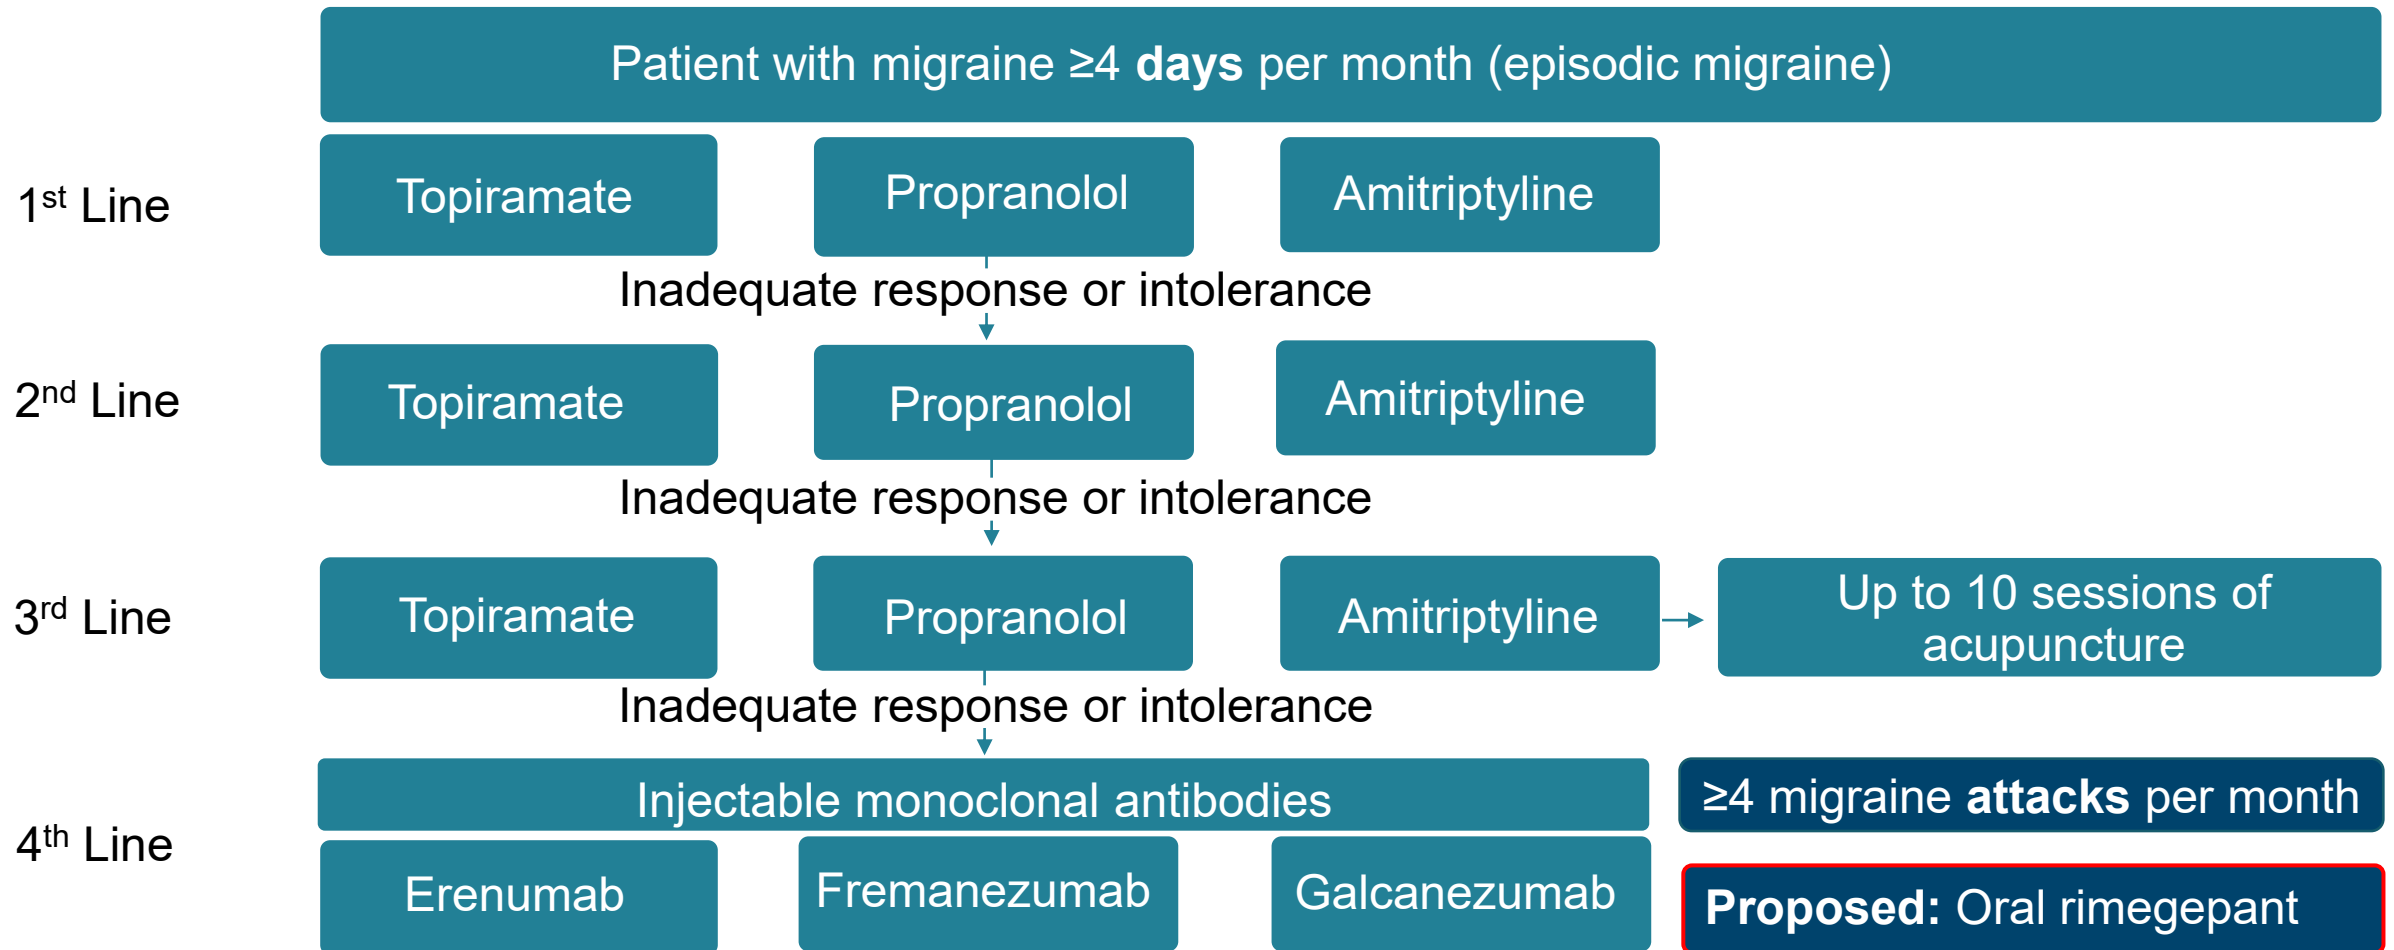 Patient with migraine ≥4 days per month (episodic migraine)
1st Line
Topiramate
Propranolol
Amitriptyline
Inadequate response or intolerance
2nd Line
Topiramate
Propranolol
Amitriptyline
Inadequate response or intolerance
3rd Line
Topiramate
Propranolol
Amitriptyline
Up to 10 sessions of
acupuncture
Inadequate response or intolerance
4th Line
Injectable monoclonal antibodies
≥4 migraine attacks per month
Erenumab
Fremanezumab
Galcanezumab
Proposed: Oral rimegepant